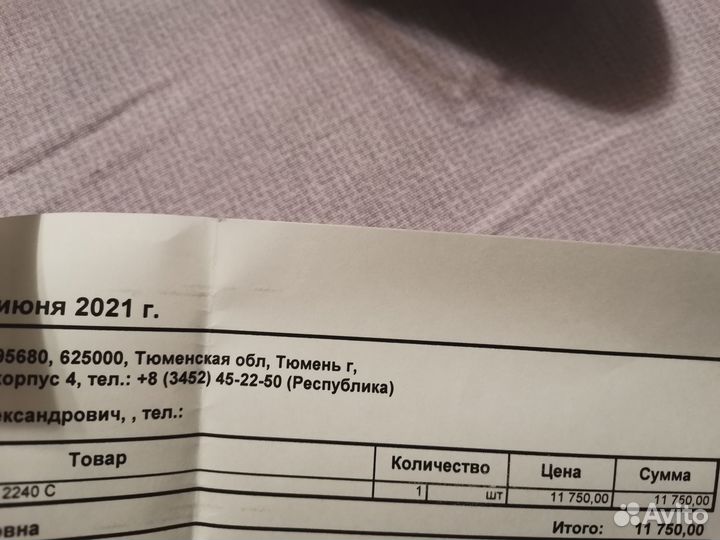 июня 2021 г.
95680, 625000, Тюменская обл, Тюмень г,
корпус 4, тел.: +8 (3452) 45-22-50 (Республика)
ександрович, , тел.:
Товар Количество Цена Сумма
2240 С 1 шт 11 750,00 11 750,00
овна Итого: 11 750,00
Avito